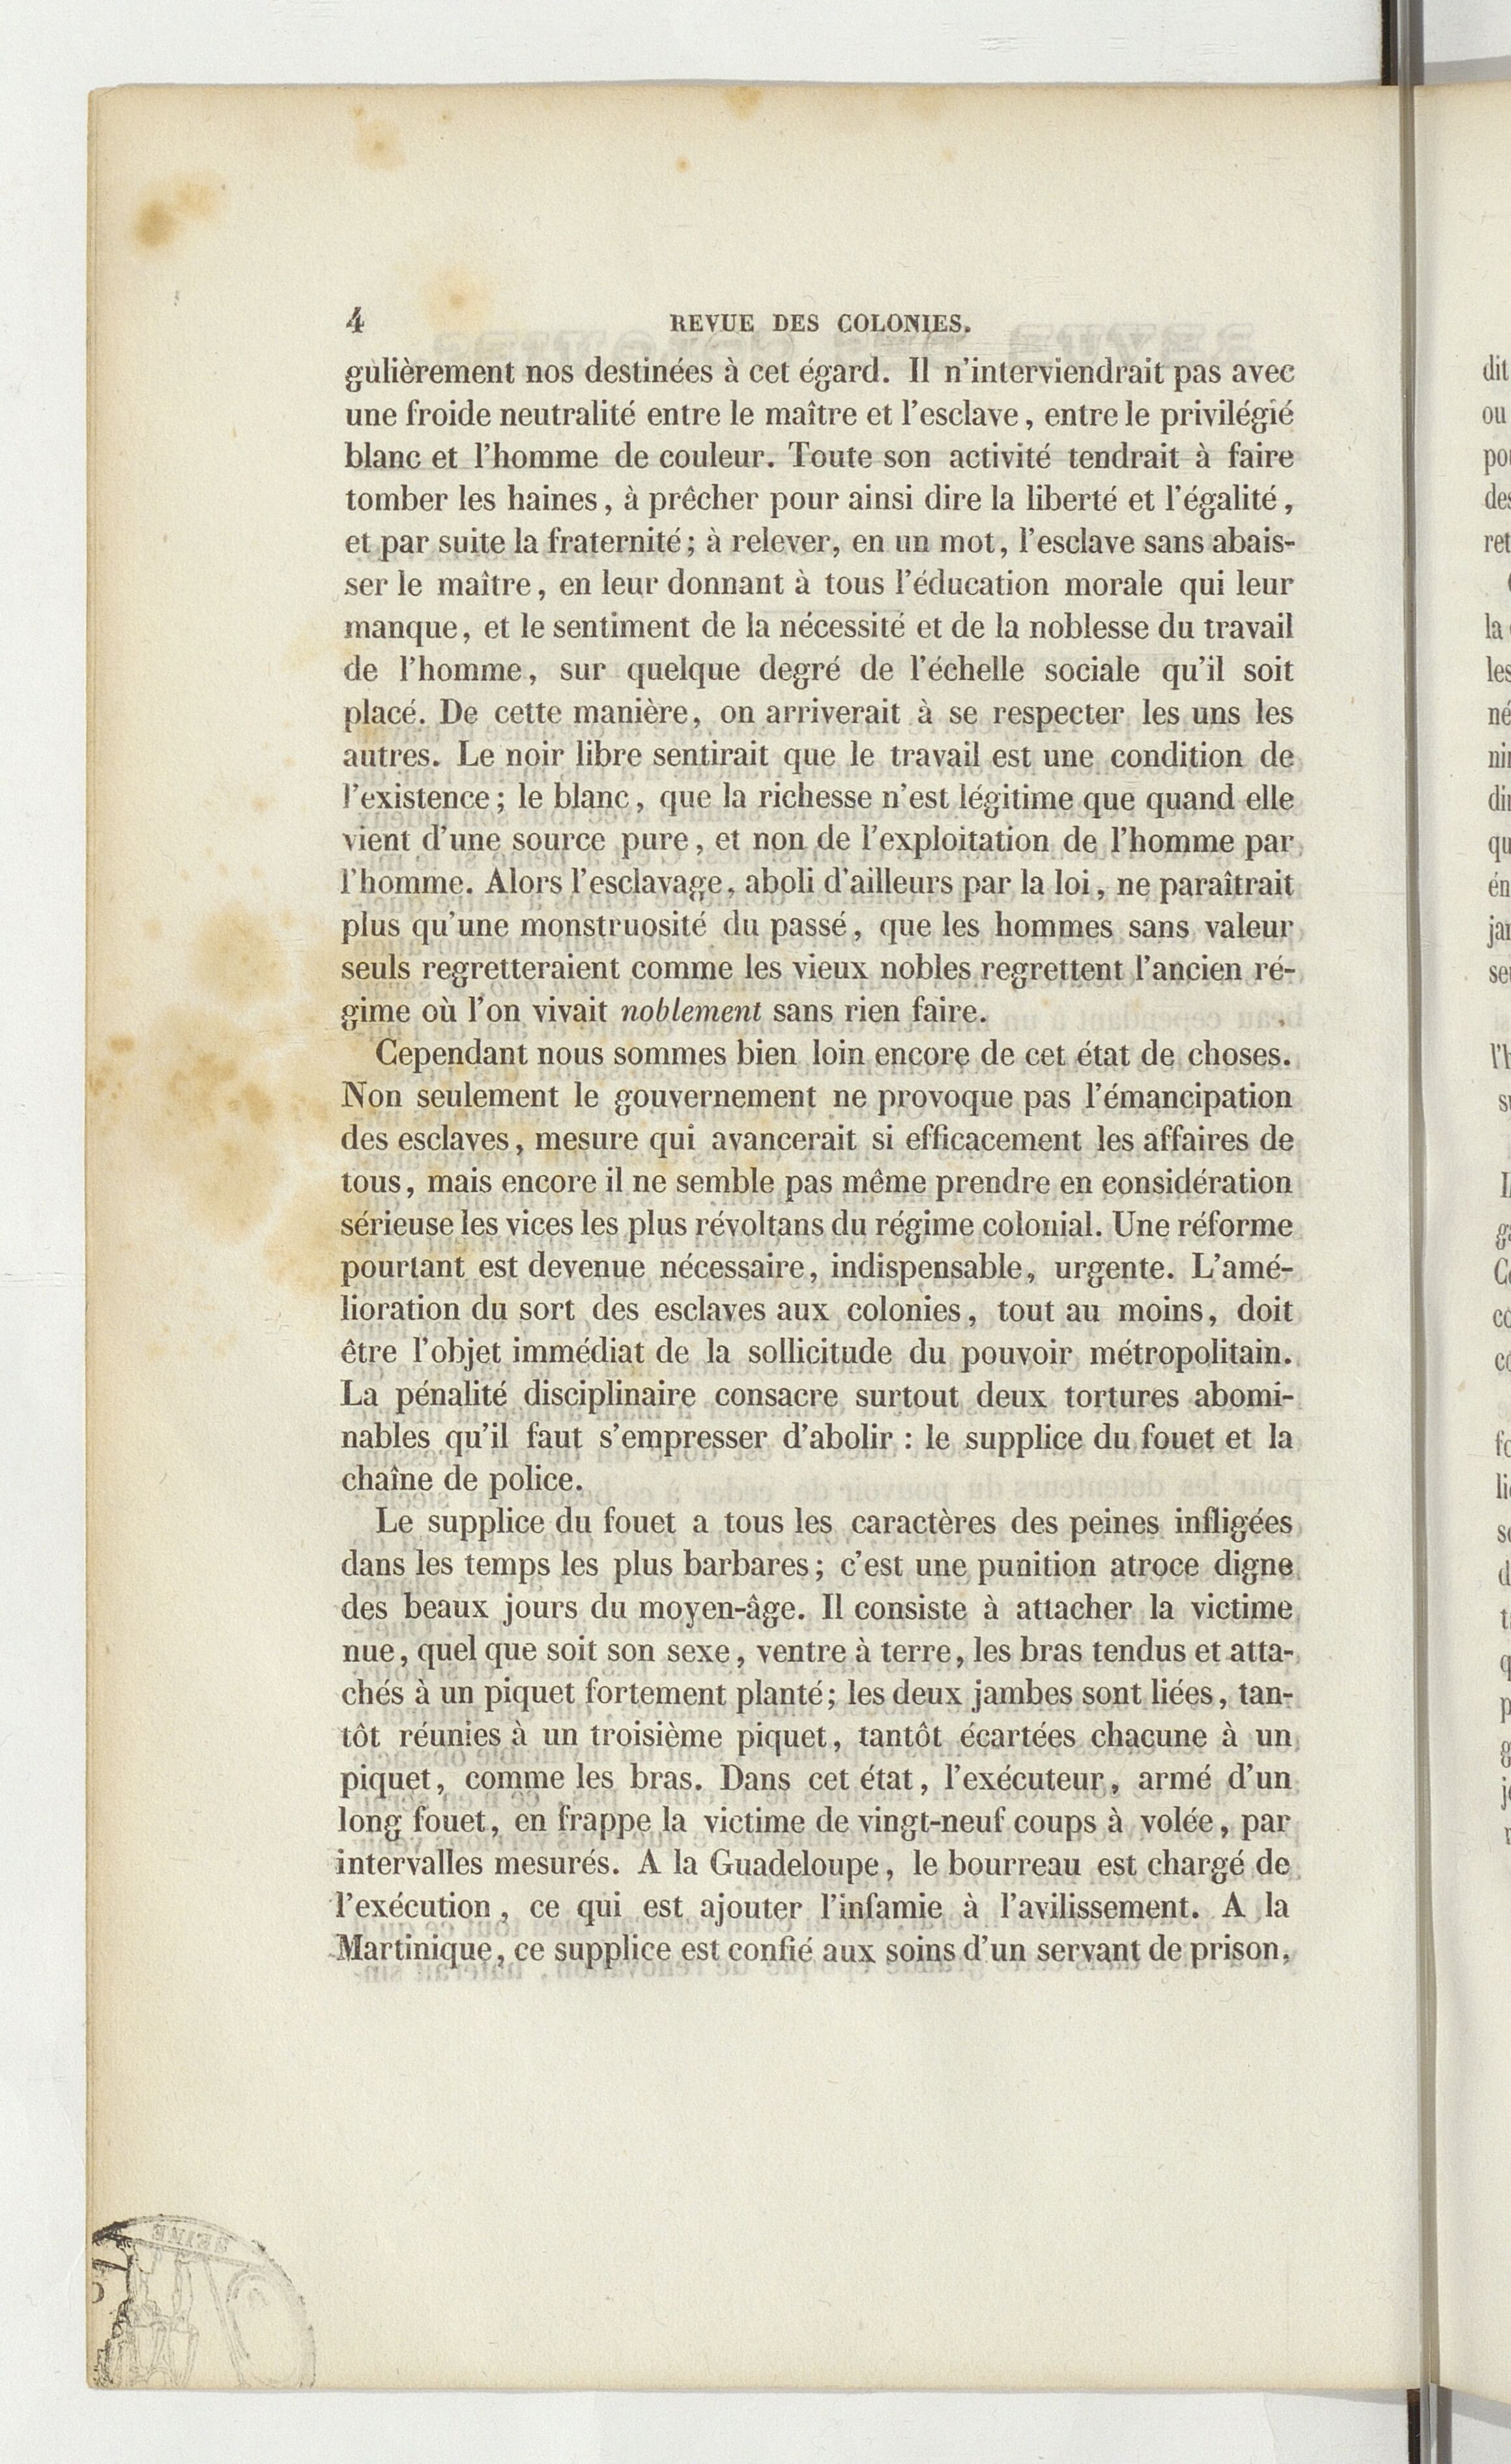 4 REVUE DES COLONIES.
gulièrement nos destinées à cet égard. Il n'interviendrait pas avec
une froide neutralité entre le maître et l'esclave, entre le privilégié
blanc et l'homme de couleur. Toute son activité tendrait à faire
tomber les haines, à prêcher pour ainsi dire la liberté et l'égalité,
et par suite la fraternité; à relever, en un mot, l'esclave sans abais-
ser le maître, en leur donnant à tous l'éducation morale qui leur
manque, et le sentiment de la nécessité et de la noblesse du travail
de l'homme, sur quelque degré de l'échelle sociale qu'il soit
placé. De cette manière, on arriverait à se respecter les uns les
autres. Le noir libre sentirait que le travail est une condition de
l'existence; le blanc, que la richesse n'est légitime que quand elle
vient d'une source pure, et non de l'exploitation de l'homme par
l'homme. Alors l'esclavage, aboli d'ailleurs par la loi, ne paraîtrait
plus qu'une monstruosité du passé, que les hommes sans valeur
seuls regretteraient comme les vieux nobles regrettent l'ancien ré-
gime où l'on vivait noblement sans rien faire.
Cependant nous sommes bien loin encore de cet état de choses.
Non seulement le gouvernement ne provoque pas l'émancipation
des esclaves, mesure qui avancerait si efficacement les affaires de
tous, mais encore il ne semble pas même prendre en considération
sérieuse les vices les plus révoltans du régime colonial. Une réforme
pourtant est devenue nécessaire, indispensable, urgente. L'amé-
lioration du sort des esclaves aux colonies, tout au moins, doit
être l'objet immédiat de la sollicitude du pouvoir métropolitain.
La pénalité disciplinaire consacre surtout deux tortures abomi-
nables qu'il faut s'empresser d'abolir : le supplice du fouet et la
chaîne de police.
Le supplice du fouet a tous les caractères des peines infligées
dans les temps les plus barbares; c'est une punition atroce digne
des beaux jours du moyen-âge. Il consiste à attacher la victime
nue, quel que soit son sexe, ventre à terre, les bras tendus et atta-
chés à un piquet fortement planté; les deux jambes sont liées, tan-
tôt réunies à un troisième piquet, tantôt écartées chacune à un
piquet, comme les bras. Dans cet état, l'exécuteur, armé d'un
long fouet, en frappe la victime de vingt-neuf coups à volée, par
intervalles mesurés. A la Guadeloupe, le bourreau est chargé de
l'exécution, ce qui est ajouter l'infamie à l'avilissement. A la
Martinique, ce supplice est confié aux soins d'un servant de prison,